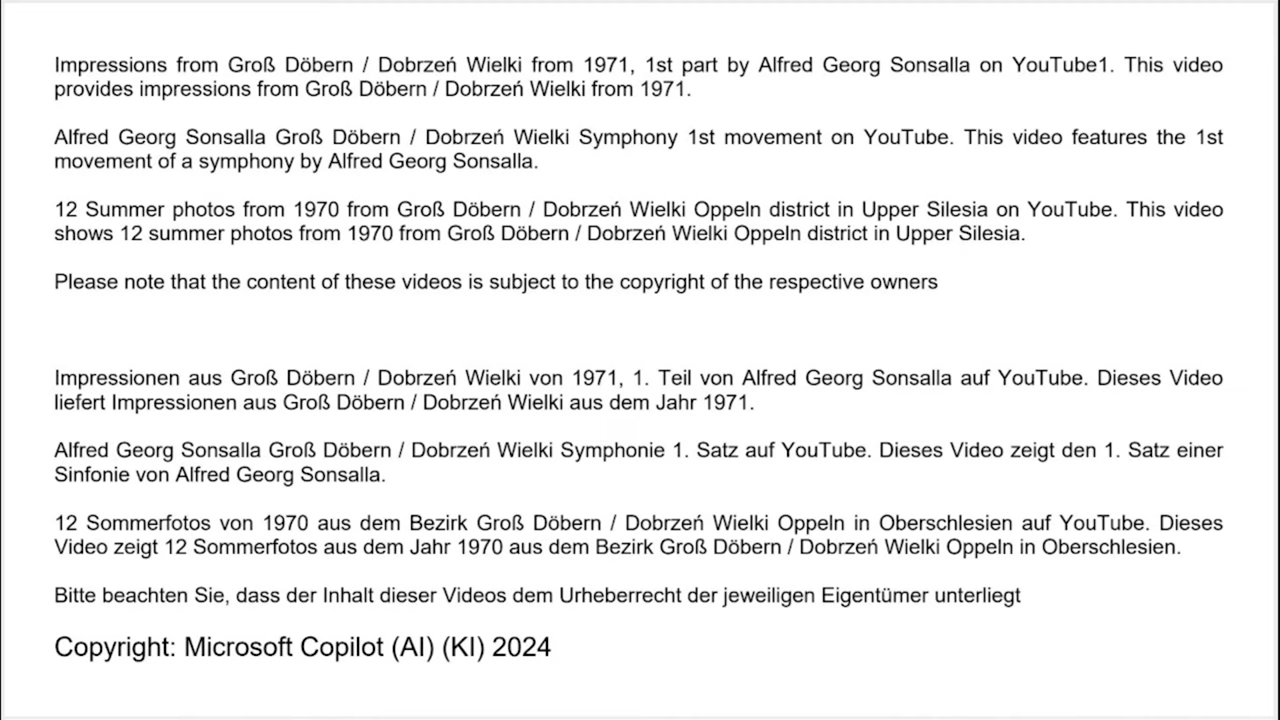 Impressions from Groß Döbern / Dobrzeń Wielki from 1971, 1st part by Alfred Georg Sonsalla on YouTube1. This video
provides impressions from Groß Döbern / Dobrzeń Wielki from 1971.
Alfred Georg Sonsalla Groß Döbern / Dobrzeń Wielki Symphony 1st movement on YouTube. This video features the 1st
movement of a symphony by Alfred Georg Sonsalla.
12 Summer photos from 1970 from Groß Döbern / Dobrzeń Wielki Oppeln district in Upper Silesia on YouTube. This video
shows 12 summer photos from 1970 from Groß Döbern / Dobrzeń Wielki Oppeln district in Upper Silesia.
Please note that the content of these videos is subject to the copyright of the respective owners
Impressionen aus Groß Döbern / Dobrzeń Wielki von 1971, 1. Teil von Alfred Georg Sonsalla auf YouTube. Dieses Video
liefert Impressionen aus Groß Döbern / Dobrzeń Wielki aus dem Jahr 1971.
Alfred Georg Sonsalla Groß Döbern / Dobrzeń Wielki Symphonie 1. Satz auf YouTube. Dieses Video zeigt den 1. Satz einer
Sinfonie von Alfred Georg Sonsalla.
12 Sommerfotos von 1970 aus dem Bezirk Groß Döbern / Dobrzeń Wielki Oppeln in Oberschlesien auf YouTube. Dieses
Video zeigt 12 Sommerfotos aus dem Jahr 1970 aus dem Bezirk Groß Döbern / Dobrzeń Wielki Oppeln in Oberschlesien.
Bitte beachten Sie, dass der Inhalt dieser Videos dem Urheberrecht der jeweiligen Eigentümer unterliegt
Copyright: Microsoft Copilot (AI) (KI) 2024